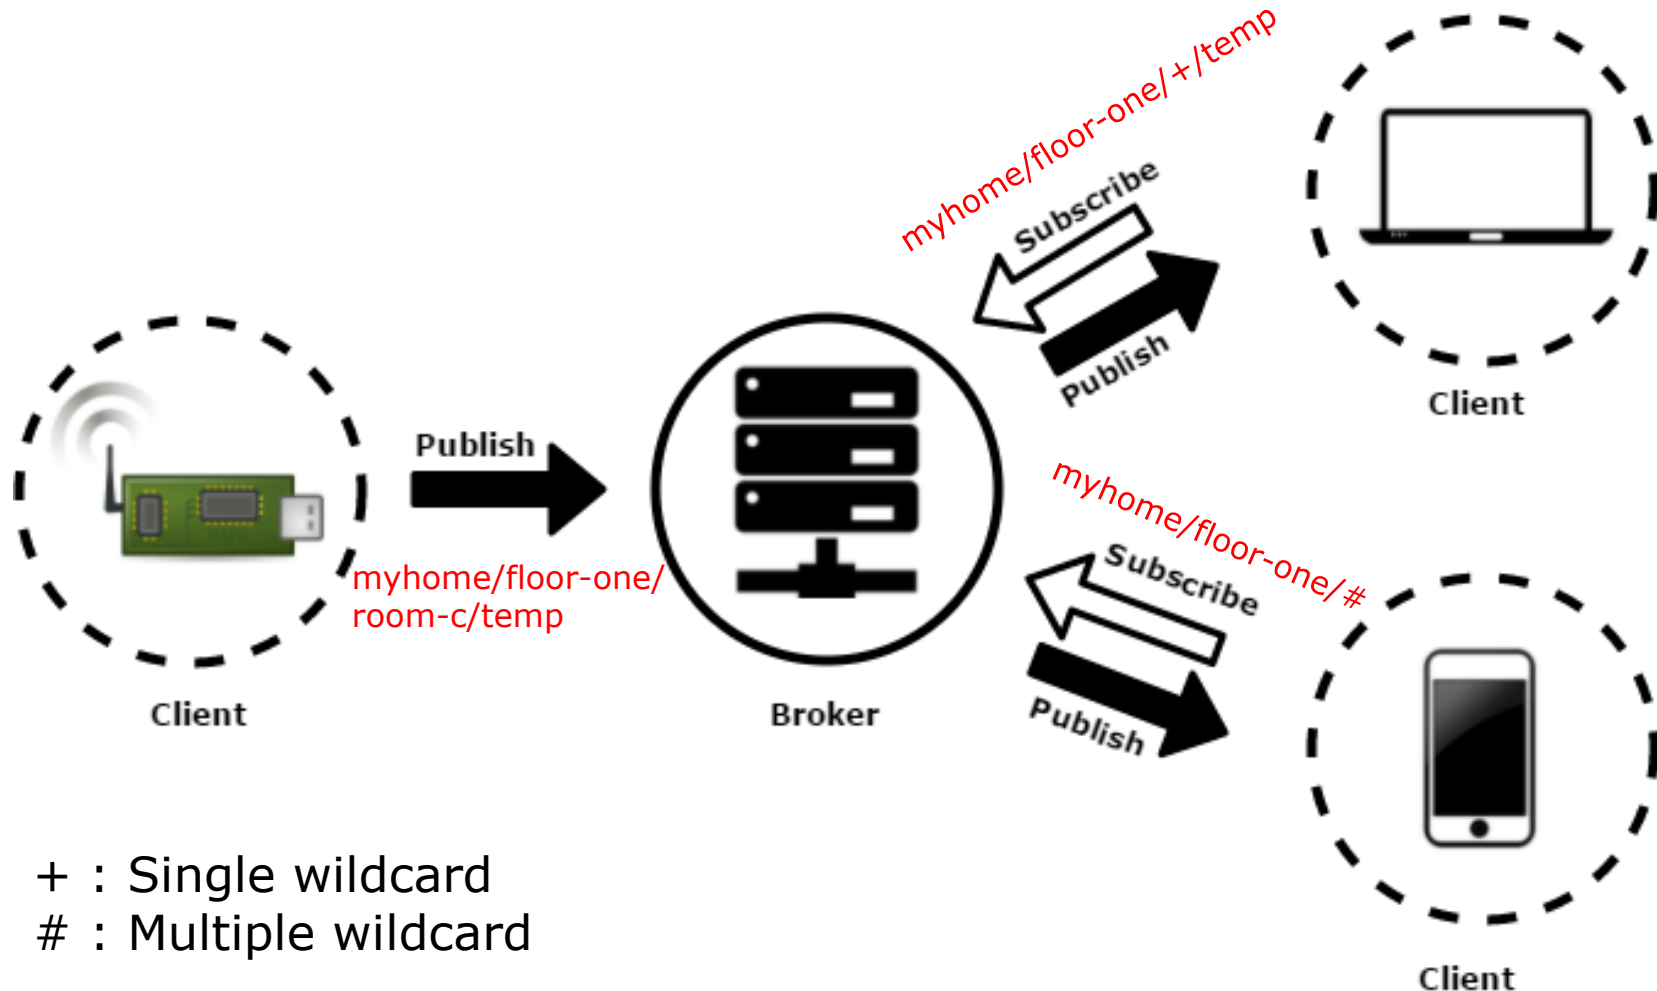 myhome/floor-one/+/temp
Subscribe
Publish
Client
Publish
myhome/floor-one/
room-c/temp
Client
Broker
myhome/floor-one/#
Subscribe
Publish
Client
+ : Single wildcard
# : Multiple wildcard